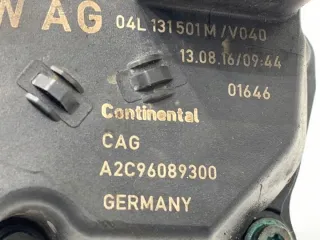 W AG 04L 131 501 M /V040
13.08.16/09:44
01646
Continental
CAG
A2C96089300
GERMANY